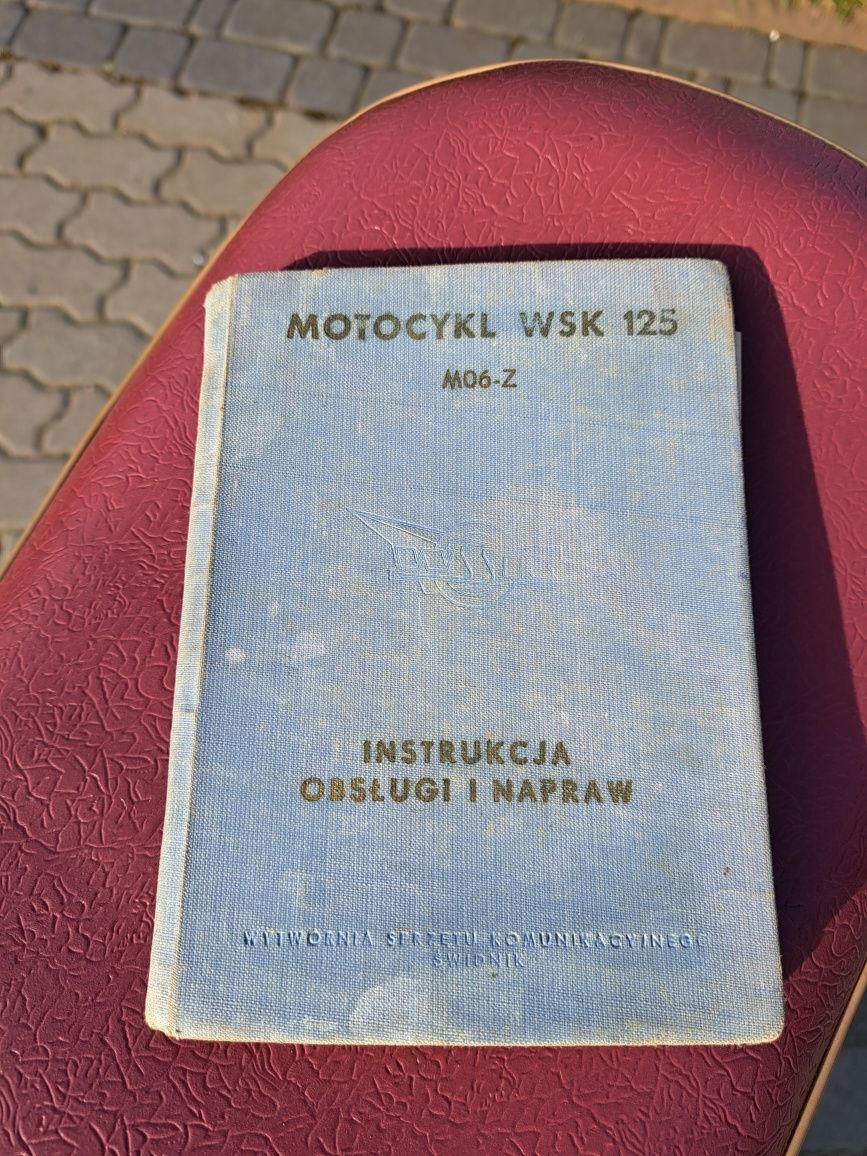 MOTOCYKL WSK 125
M06-Z
INSTRUKCJA
OBSŁUGI I NAPRAW
WYTWÓRNIA SPRZĘTU KOMUNIKACYJNEGO
ŚWIDNIK